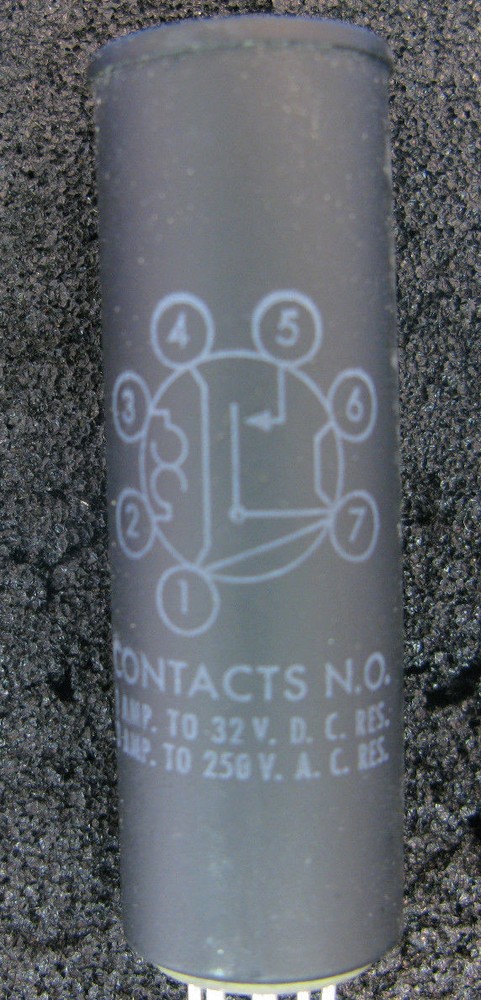 4 5
3 6
2 7
1
CONTACTS N.O.
AMP. TO 32 V. D. C. RES.
AMP. TO 250 V. A. C. RES.